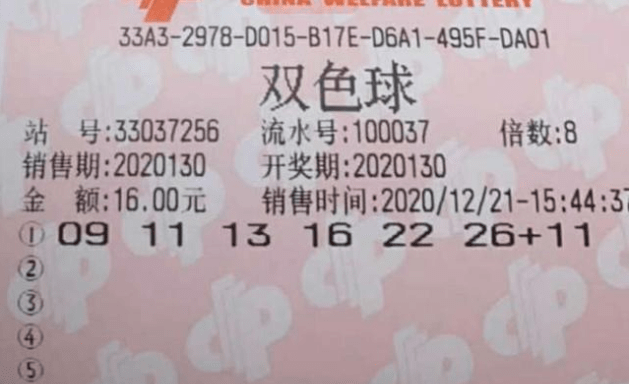 CHINA WELFARE LOTTERY
33A3-2978-D015-B17E-D6A1-495F-DA01
双色球
站 号:33037256 流水号:100037 倍数:8
销售期:2020130 开奖期:2020130
金 额:16.00元 销售时间:2020/12/21-15:44:37
① 09 11 13 16 22 26+11
②
③
④
⑤